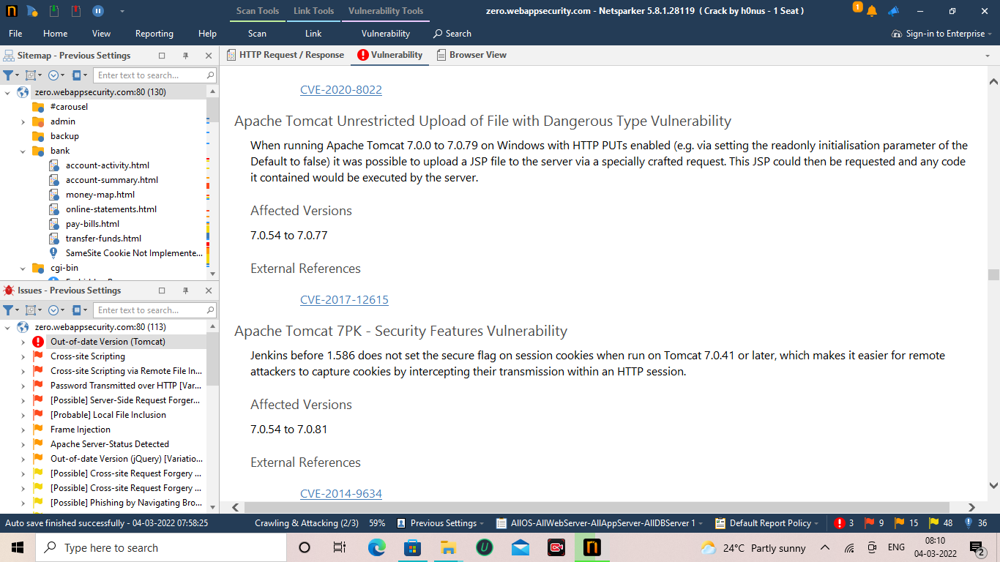 Scan Tools Link Tools Vulnerability Tools zero.webappsecurity.com - Netsparker 5.8.1.28119 ( Crack by h0nus - 1 Seat ) 1
File Home View Reporting Help Scan Link Vulnerability Search Sign-in to Enterprise
Sitemap - Previous Settings
Enter text to search...
zero.webappsecurity.com:80 (130)
#carousel
admin
backup
bank
account-activity.html
account-summary.html
money-map.html
online-statements.html
pay-bills.html
transfer-funds.html
SameSite Cookie Not Implemente...
cgi-bin
Issues - Previous Settings
Enter text to search...
zero.webappsecurity.com:80 (113)
Out-of-date Version (Tomcat)
Cross-site Scripting
Cross-site Scripting via Remote File In...
Password Transmitted over HTTP [Var...
[Possible] Server-Side Request Forger...
[Probable] Local File Inclusion
Frame Injection
Apache Server-Status Detected
Out-of-date Version (jQuery) [Variatio...
[Possible] Cross-site Request Forgery ...
[Possible] Cross-site Request Forgery ...
[Possible] Phishing by Navigating Bro...
HTTP Request / Response Vulnerability Browser View
CVE-2020-8022
Apache Tomcat Unrestricted Upload of File with Dangerous Type Vulnerability
When running Apache Tomcat 7.0.0 to 7.0.79 on Windows with HTTP PUTs enabled (e.g. via setting the readonly initialisation parameter of the
Default to false) it was possible to upload a JSP file to the server via a specially crafted request. This JSP could then be requested and any code
it contained would be executed by the server.
Affected Versions
7.0.54 to 7.0.77
External References
CVE-2017-12615
Apache Tomcat 7PK - Security Features Vulnerability
Jenkins before 1.586 does not set the secure flag on session cookies when run on Tomcat 7.0.41 or later, which makes it easier for remote
attackers to capture cookies by intercepting their transmission within an HTTP session.
Affected Versions
7.0.54 to 7.0.81
External References
CVE-2014-9634
Auto save finished successfully - 04-03-2022 07:58:25 Crawling & Attacking (2/3) 59% Previous Settings AllOS-AllWebServer-AllAppServer-AllDBServer 1 Default Report Policy 3 9 15 48 36
Type here to search 24°C Partly sunny ENG 08:10
04-03-2022 2